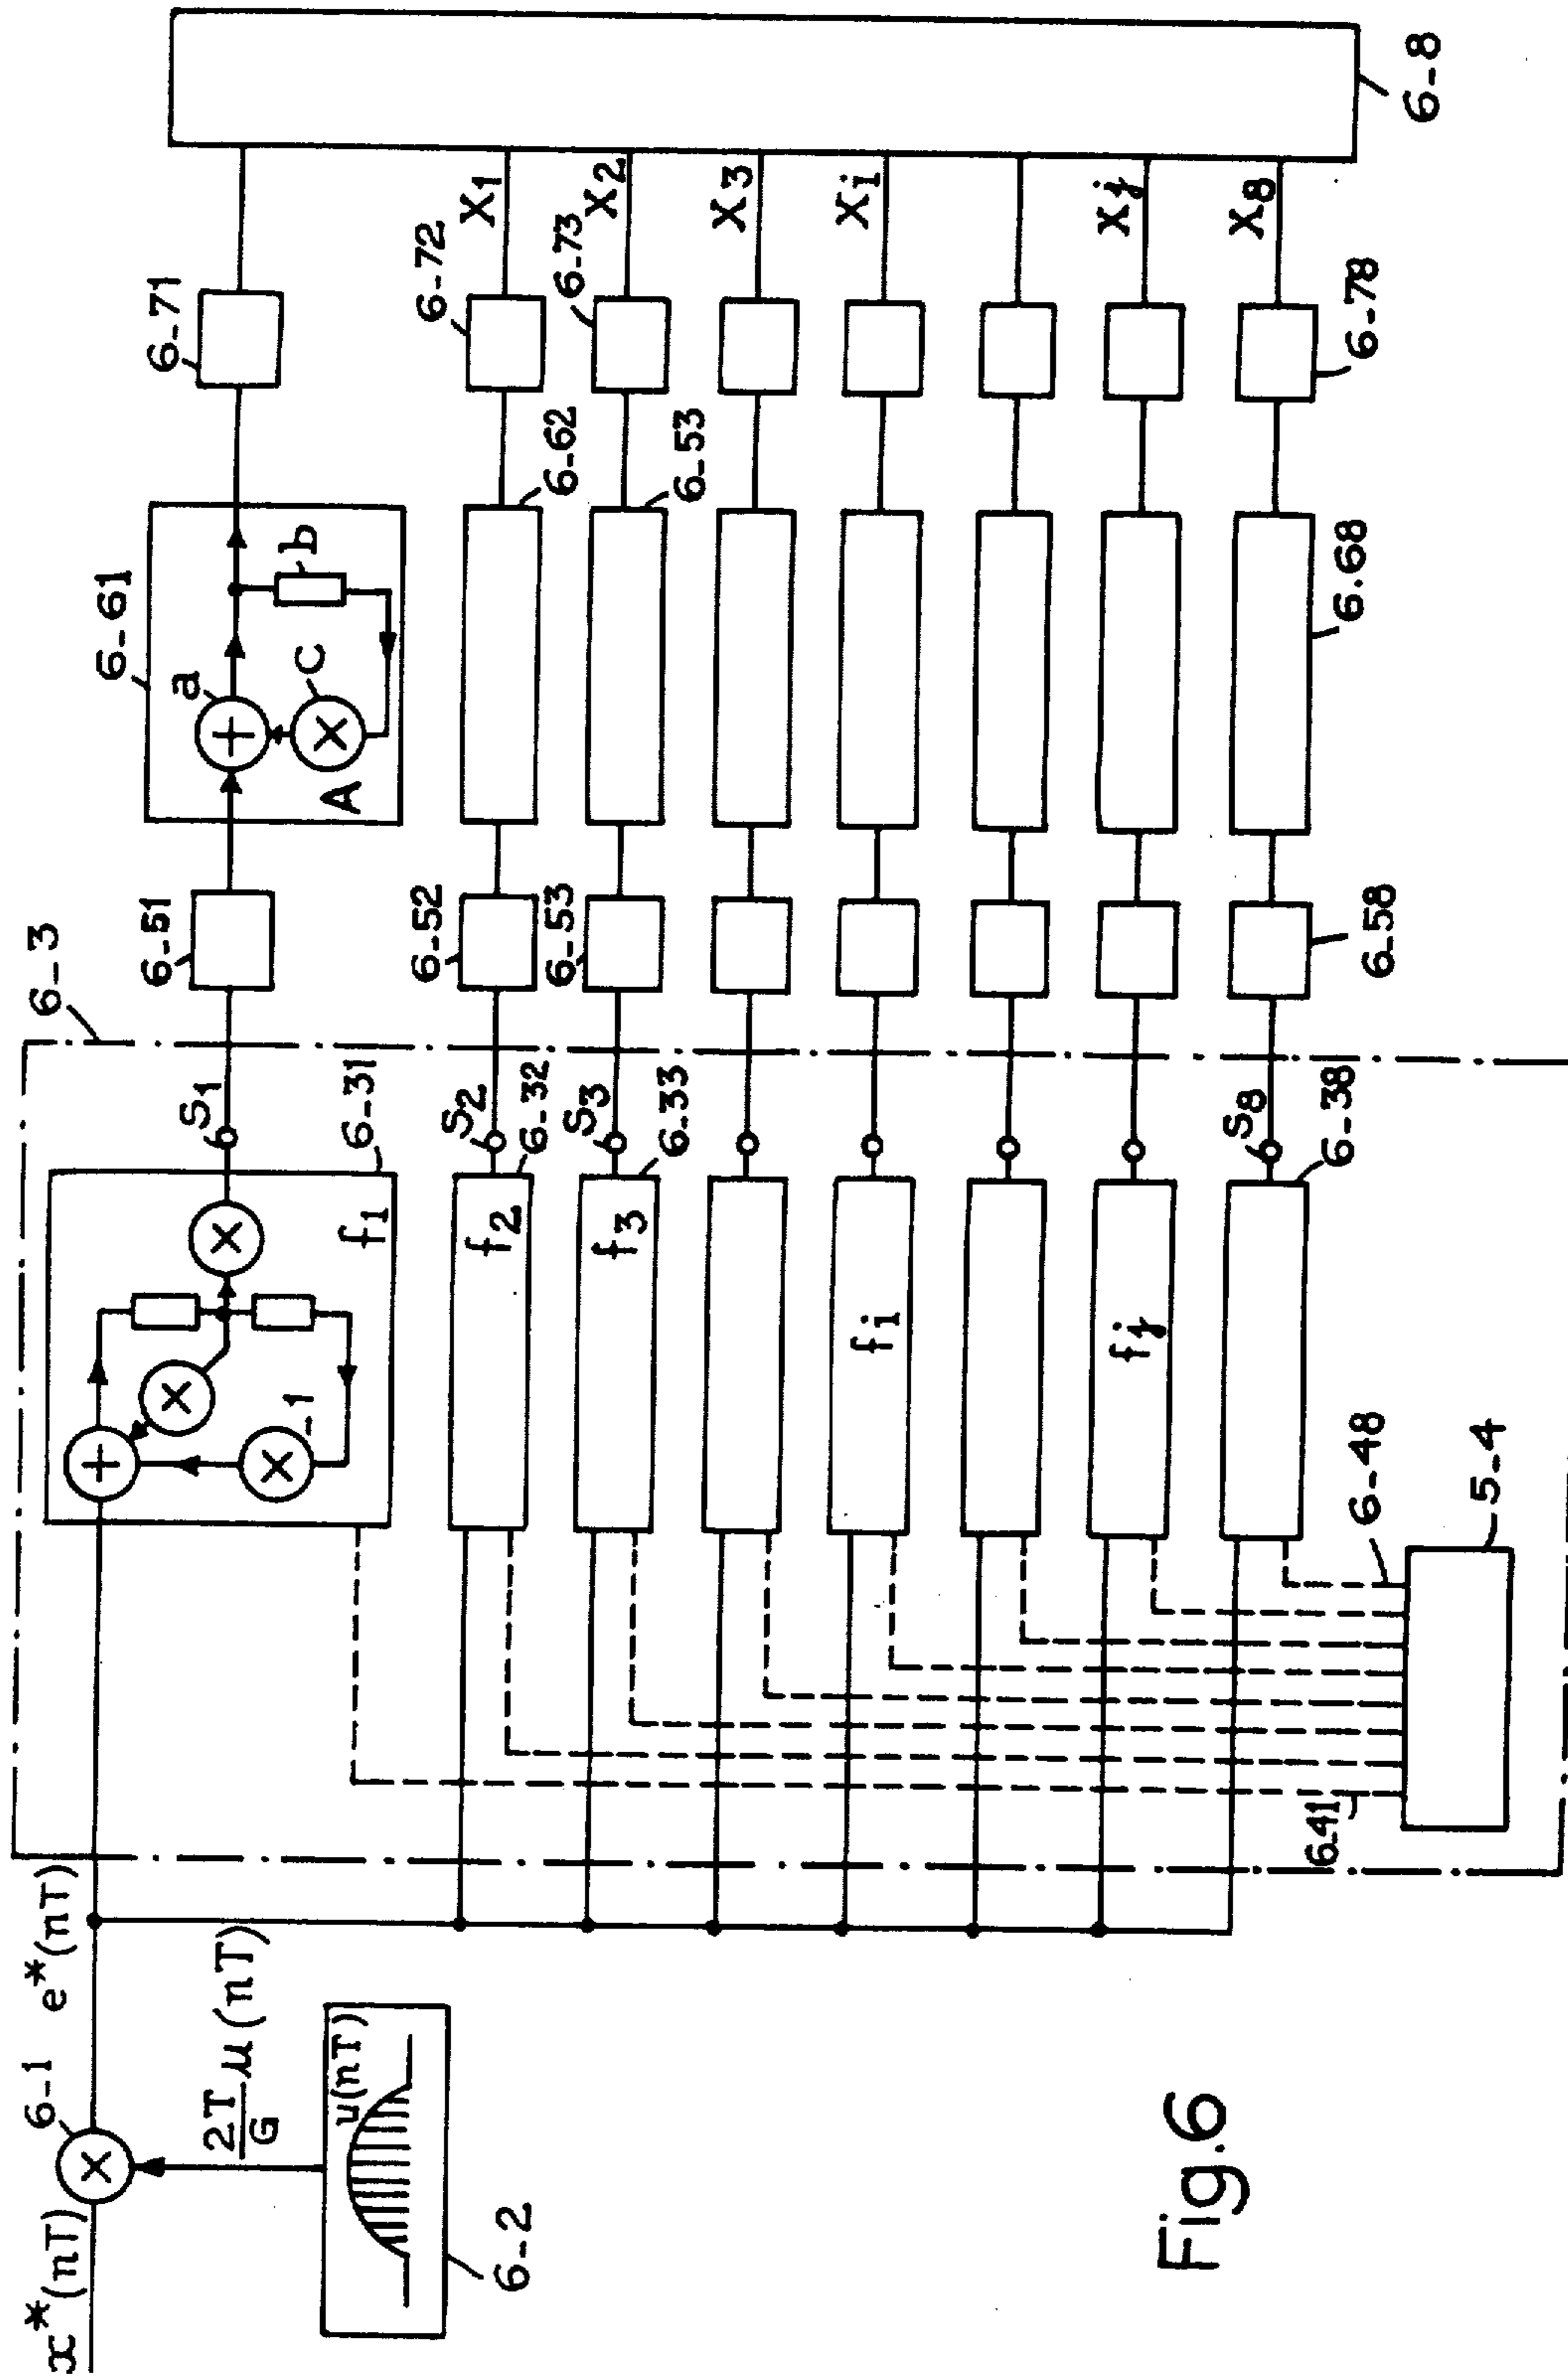 x*(nT)
6-1
e*(nT)
2T/G u(nT)
u(nT)
6-2
6-3
f1
6-31
S1
6-51
6-61
a
b
c
A
6-71
f2
S2
6-32
6-52
6-62
6-72
X1
f3
S3
6-33
6-53
6-53
6-73
X2
X3
fi
Xi
fj
Xj
S8
6-38
6-58
6.68
6-78
X8
6-8
-1
6-41
6-48
5-4
Fig.6